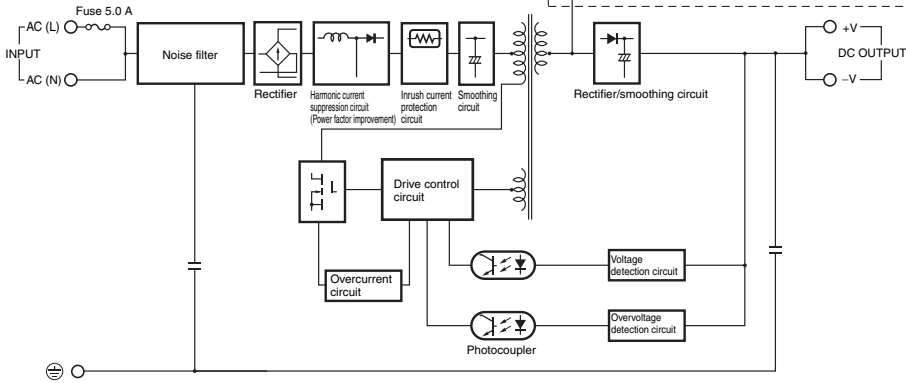 Fuse 5.0 A
AC (L)
INPUT
AC (N)
Noise filter
Rectifier
Harmonic current
suppression circuit
(Power factor improvement)
Inrush current
protection
circuit
Smoothing
circuit
Rectifier/smoothing circuit
+V
DC OUTPUT
−V
Drive control
circuit
Overcurrent
circuit
Voltage
detection circuit
Overvoltage
detection circuit
Photocoupler